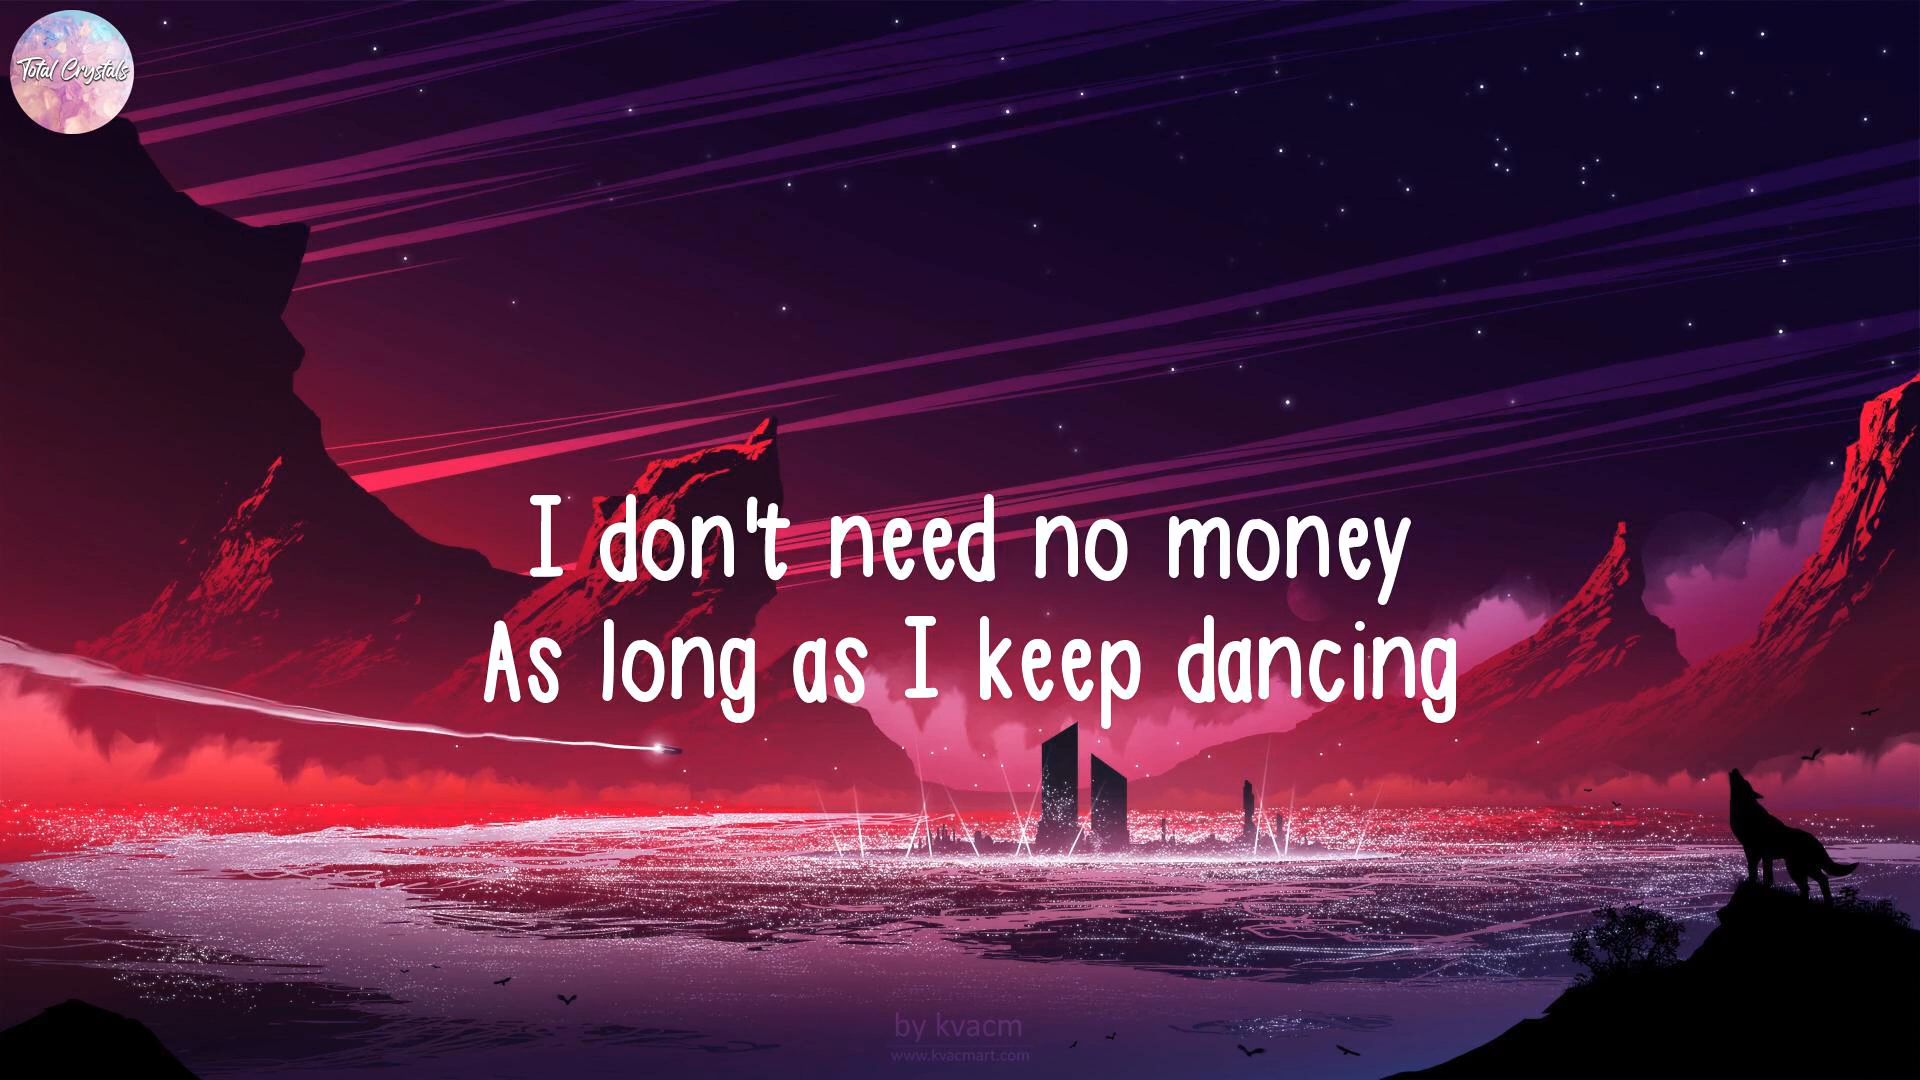 Total Crystals
I don't need no money
As long as I keep dancing
by kvacm
www.kvacmart.com